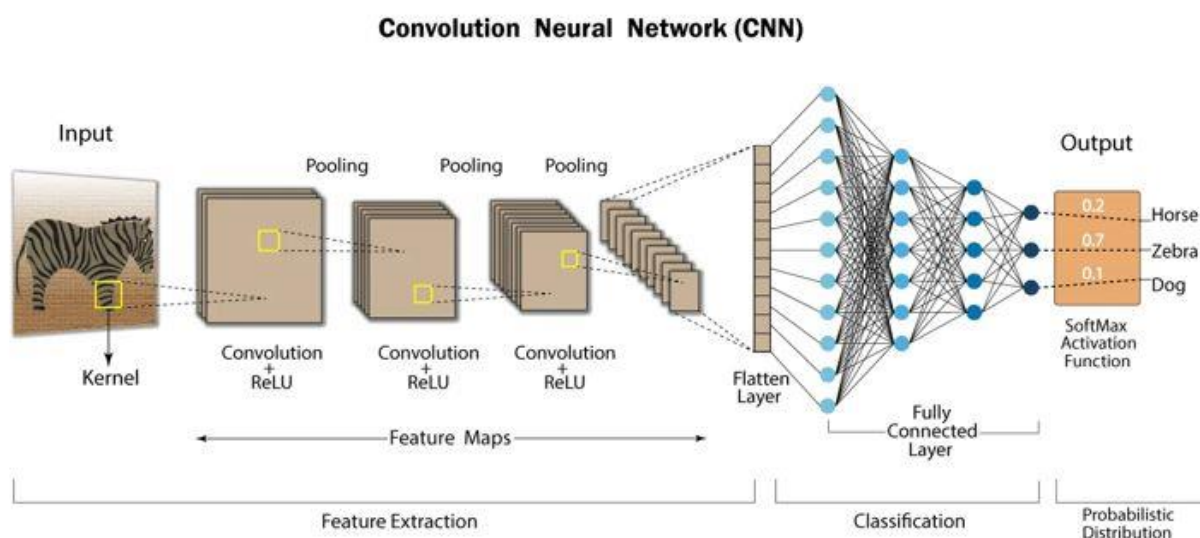 Convolution Neural Network (CNN)
Input
Output
Pooling
Pooling
Pooling
Kernel
Convolution
+
ReLU
Convolution
+
ReLU
Convolution
+
ReLU
Feature Maps
Flatten
Layer
Fully
Connected
Layer
0.2
0.7
0.1
Horse
Zebra
Dog
SoftMax
Activation
Function
Feature Extraction
Classification
Probabilistic
Distribution